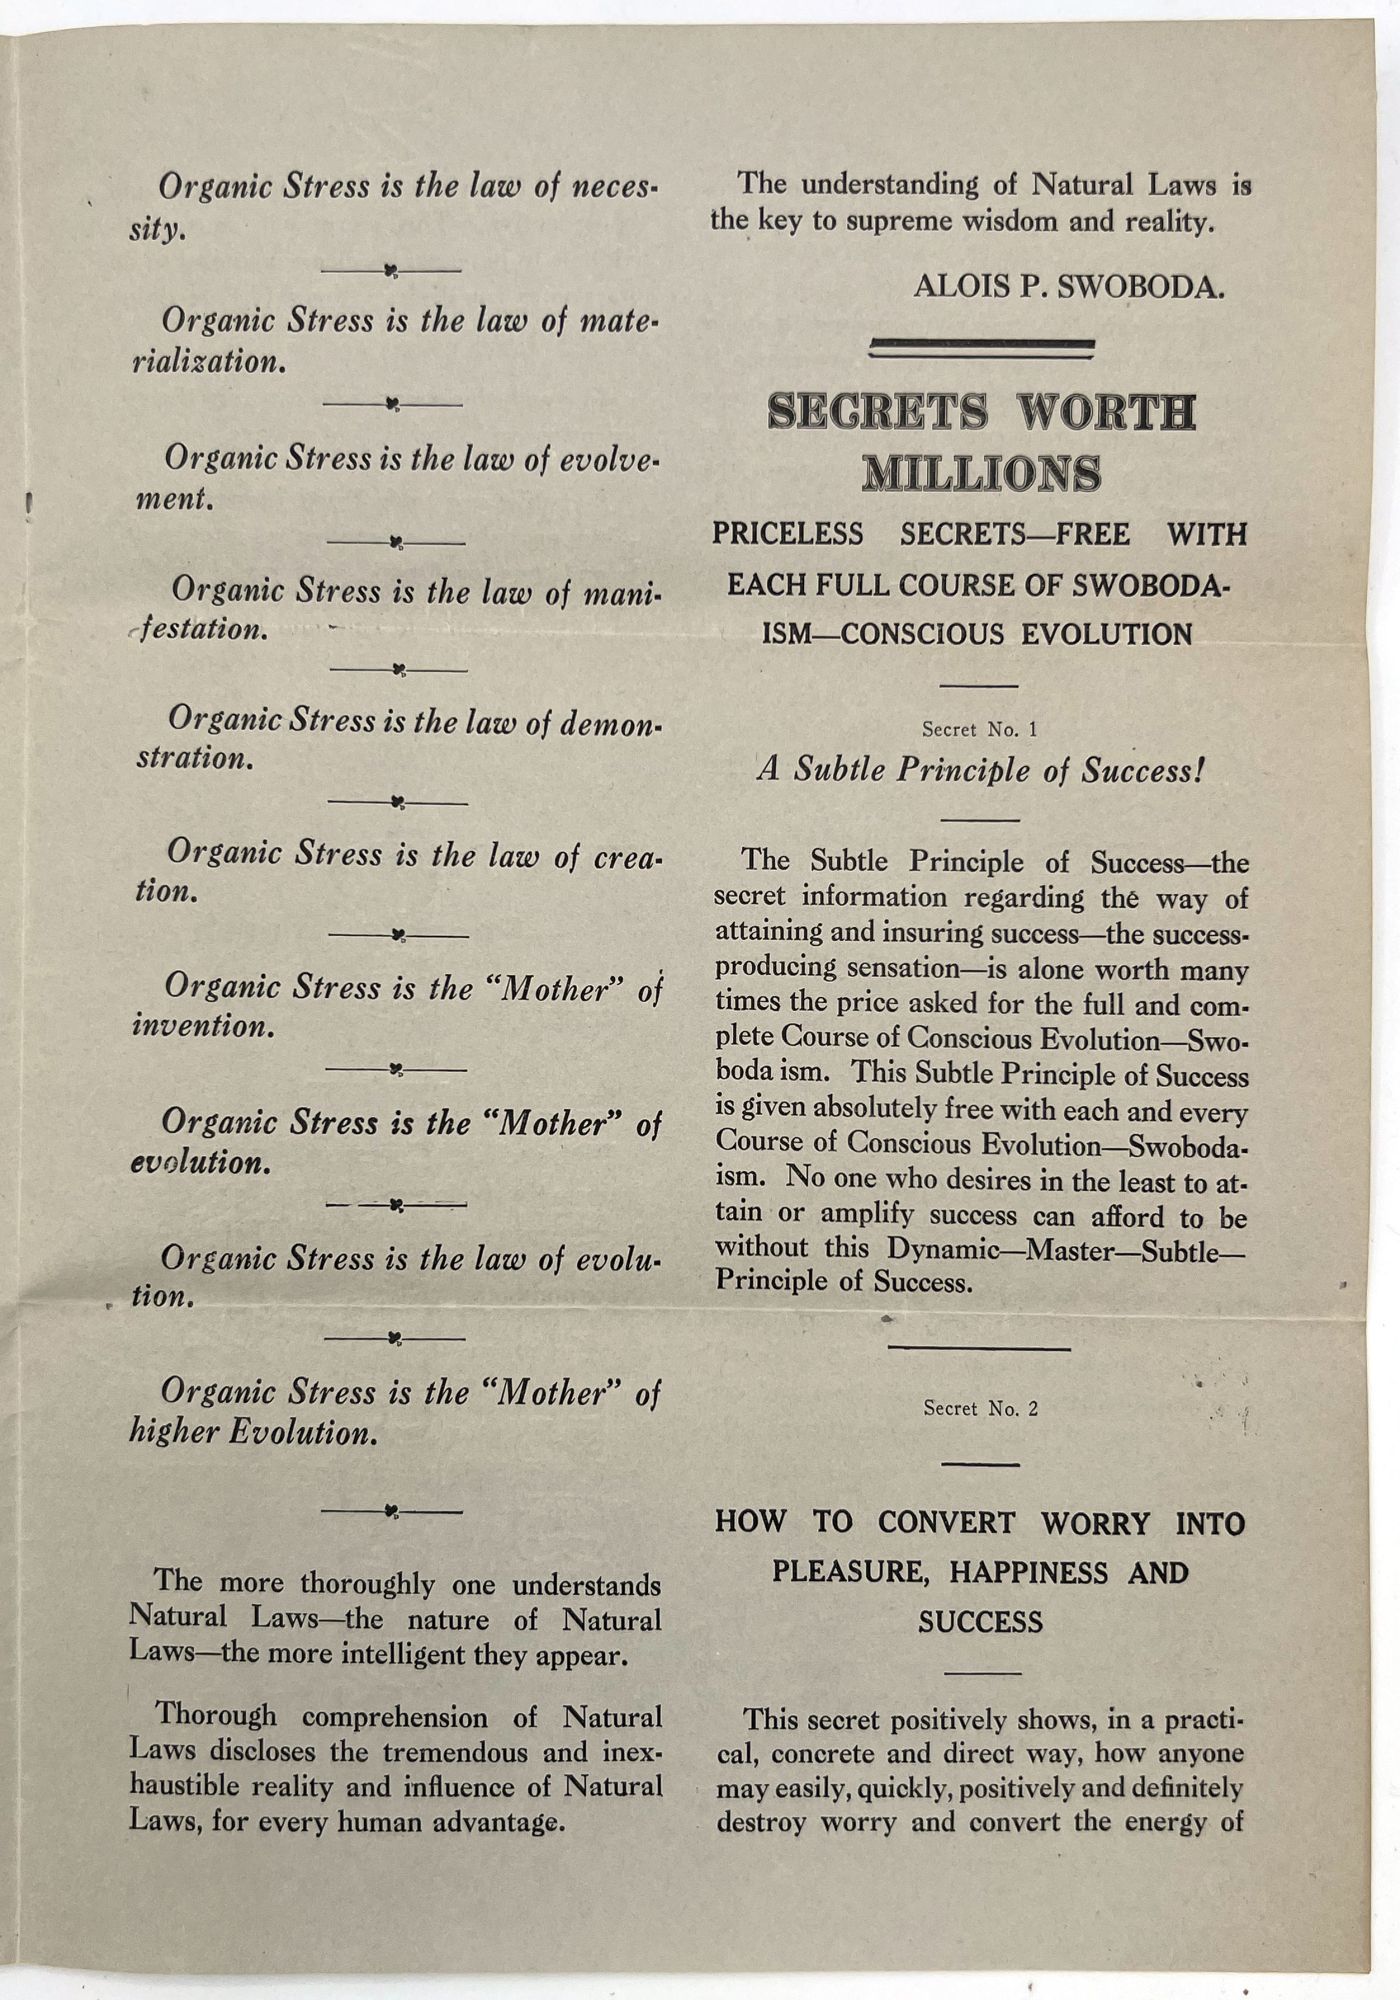 Organic Stress is the law of neces-
sity.
Organic Stress is the law of mate-
rialization.
Organic Stress is the law of evolve-
ment.
Organic Stress is the law of mani-
festation.
Organic Stress is the law of demon-
stration.
Organic Stress is the law of crea-
tion.
Organic Stress is the “Mother” of
invention.
Organic Stress is the “Mother” of
evolution.
Organic Stress is the law of evolu-
tion.
Organic Stress is the “Mother” of
higher Evolution.
The more thoroughly one understands
Natural Laws—the nature of Natural
Laws—the more intelligent they appear.
Thorough comprehension of Natural
Laws discloses the tremendous and inex-
haustible reality and influence of Natural
Laws, for every human advantage.
The understanding of Natural Laws is
the key to supreme wisdom and reality.
ALOIS P. SWOBODA.
SECRETS WORTH
MILLIONS
PRICELESS SECRETS—FREE WITH
EACH FULL COURSE OF SWOBODA-
ISM—CONSCIOUS EVOLUTION
Secret No. 1
A Subtle Principle of Success!
The Subtle Principle of Success—the
secret information regarding the way of
attaining and insuring success—the success-
producing sensation—is alone worth many
times the price asked for the full and com-
plete Course of Conscious Evolution—Swo-
boda ism. This Subtle Principle of Success
is given absolutely free with each and every
Course of Conscious Evolution—Swoboda-
ism. No one who desires in the least to at-
tain or amplify success can afford to be
without this Dynamic—Master—Subtle—
Principle of Success.
Secret No. 2
HOW TO CONVERT WORRY INTO
PLEASURE, HAPPINESS AND
SUCCESS
This secret positively shows, in a practi-
cal, concrete and direct way, how anyone
may easily, quickly, positively and definitely
destroy worry and convert the energy of